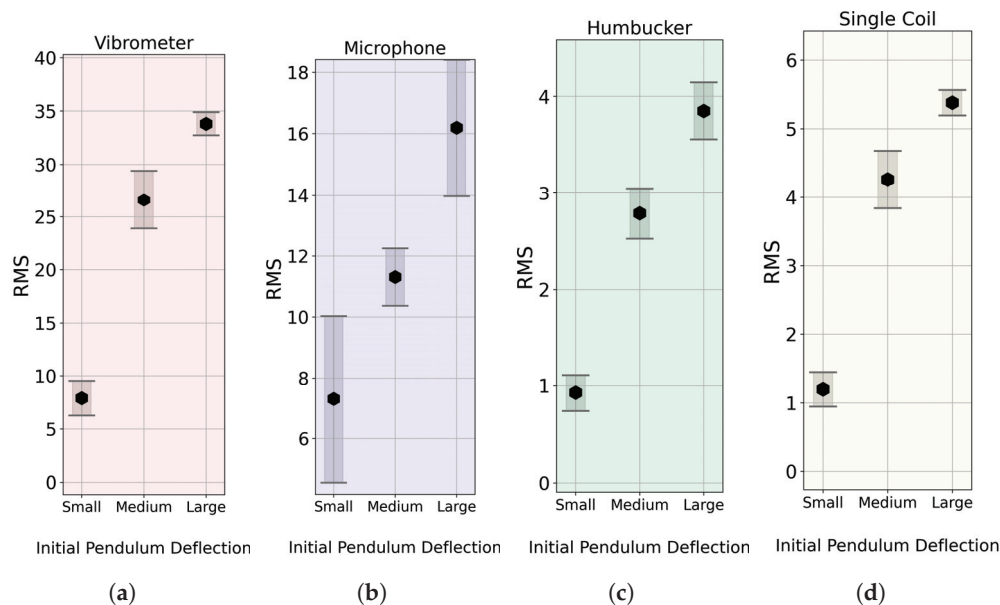 Vibrometer
40
35
30
25
20
15
10
5
0
RMS
Small Medium Large
Initial Pendulum Deflection
(a)
Microphone
18
16
14
12
10
8
6
RMS
Small Medium Large
Initial Pendulum Deflection
(b)
Humbucker
4
3
2
1
0
RMS
Small Medium Large
Initial Pendulum Deflection
(c)
Single Coil
6
5
4
3
2
1
0
RMS
Small Medium Large
Initial Pendulum Deflection
(d)